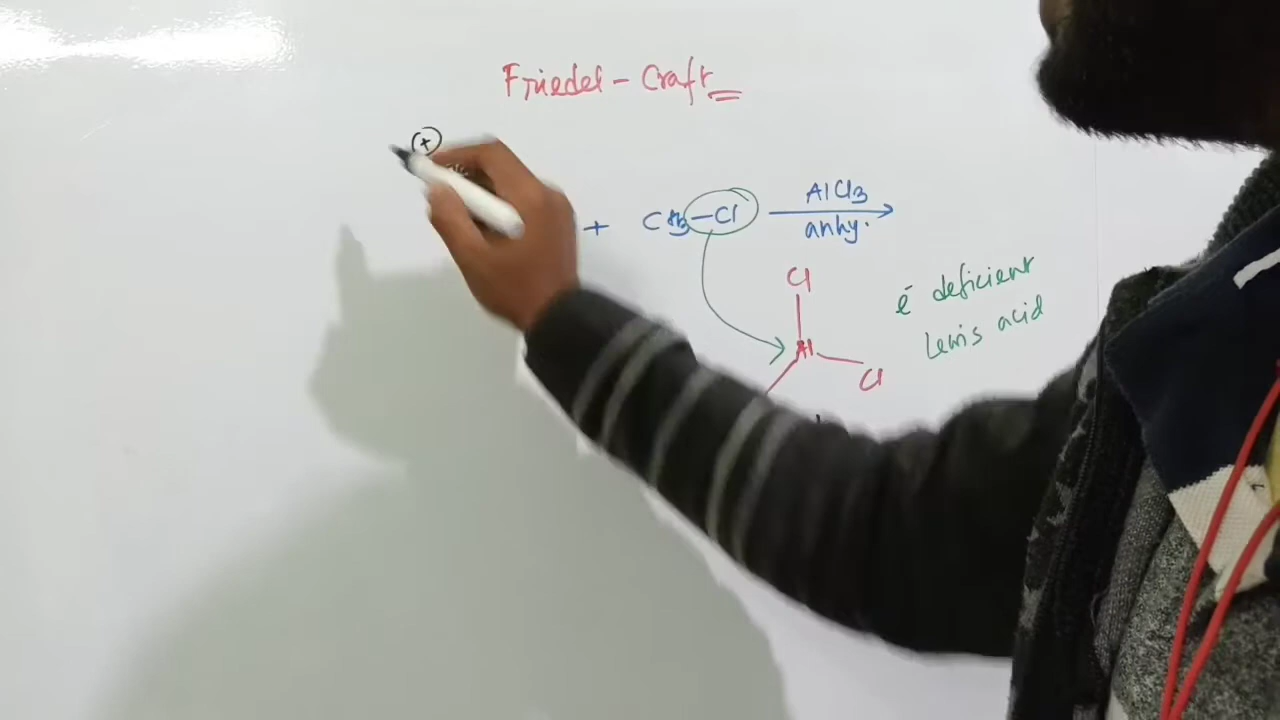 Friedel - Craft
+
+ CH3-Cl AlCl3
anhy.
Cl
Al
Cl
e- deficient
Lewis acid